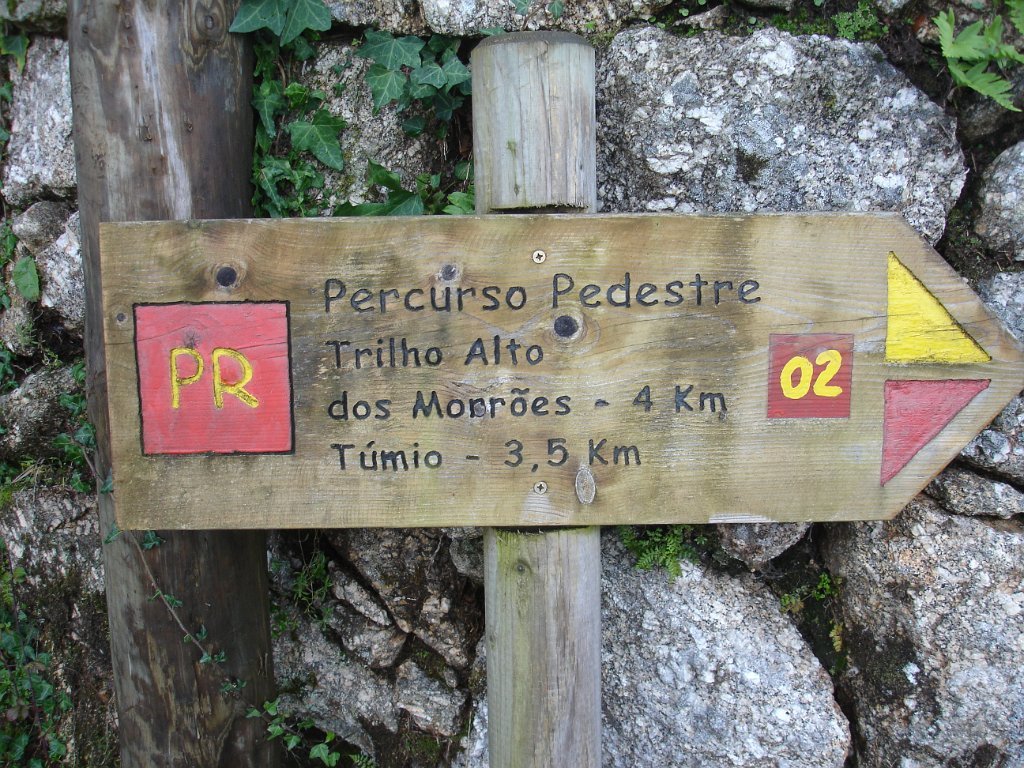 PR
Percurso Pedestre
Trilho Alto
dos Morrões - 4 Km
Túmio - 3,5 Km
02